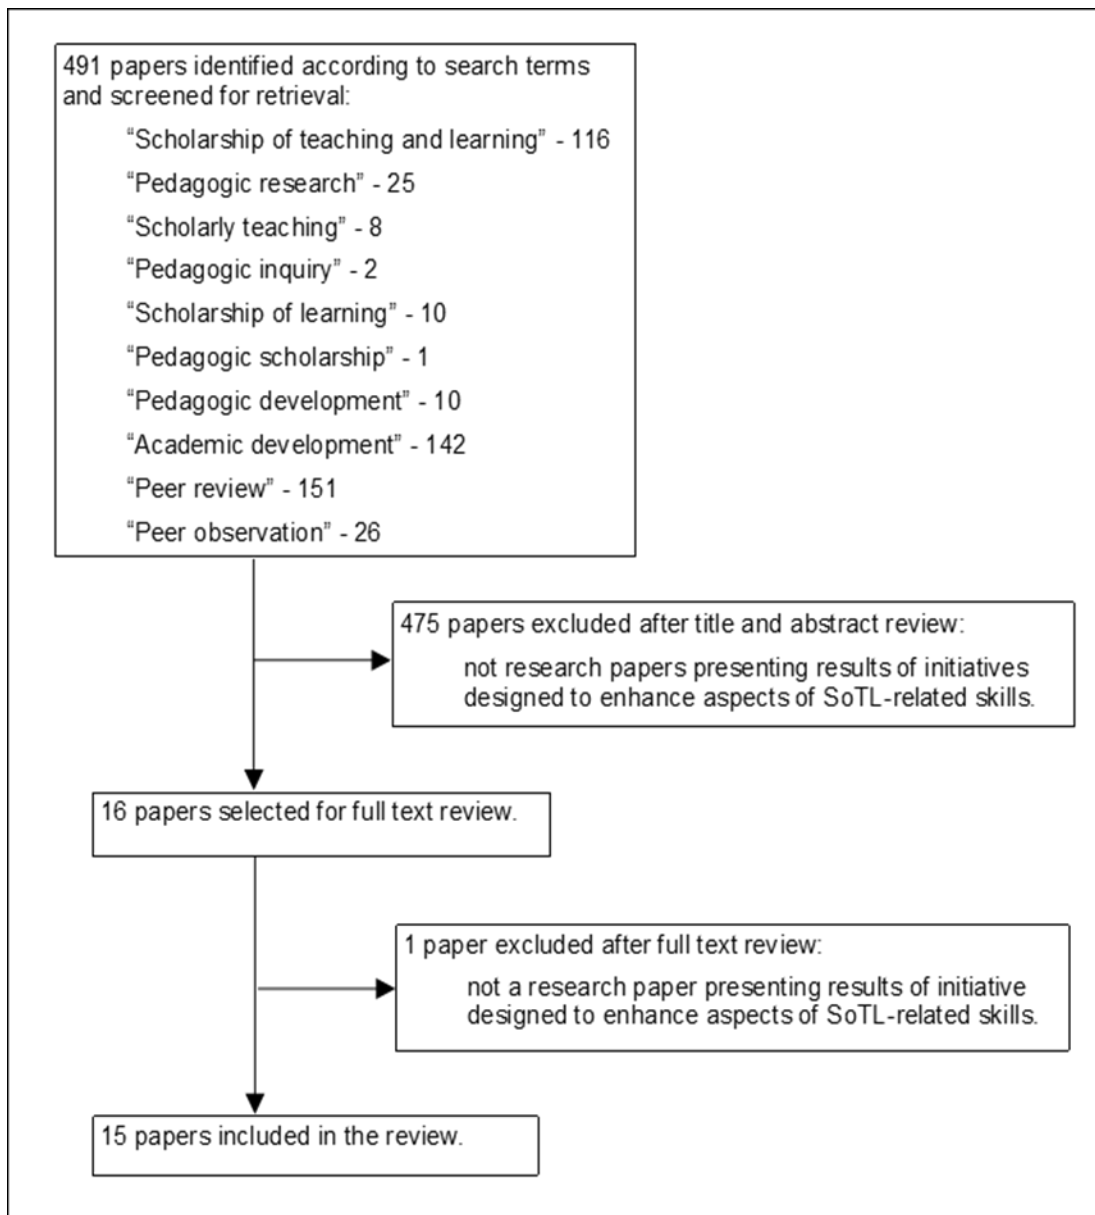 491 papers identified according to search terms
and screened for retrieval:
“Scholarship of teaching and learning” - 116
“Pedagogic research” - 25
“Scholarly teaching” - 8
“Pedagogic inquiry” - 2
“Scholarship of learning” - 10
“Pedagogic scholarship” - 1
“Pedagogic development” - 10
“Academic development” - 142
“Peer review” - 151
“Peer observation” - 26
475 papers excluded after title and abstract review:
not research papers presenting results of initiatives
designed to enhance aspects of SoTL-related skills.
16 papers selected for full text review.
1 paper excluded after full text review:
not a research paper presenting results of initiative
designed to enhance aspects of SoTL-related skills.
15 papers included in the review.